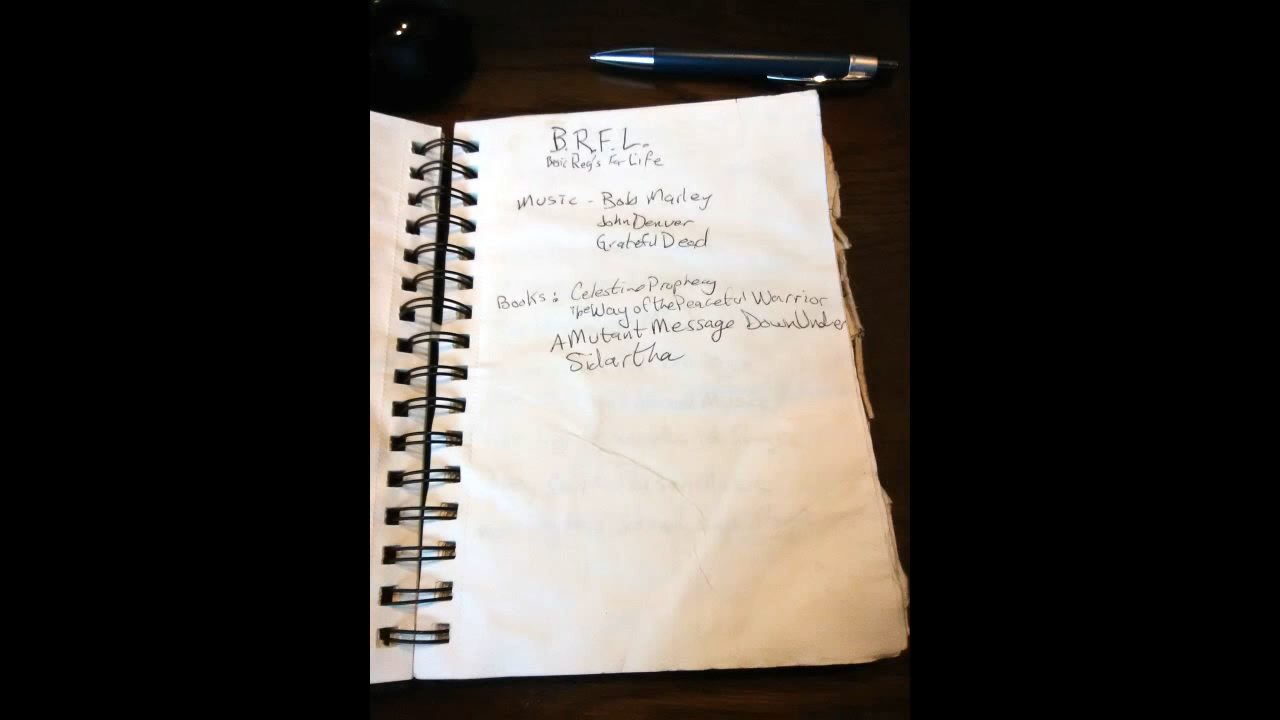 B.R.F.L.
Basic Req's For Life
Music - Bob Marley
John Denver
Grateful Dead
Books: Celestine Prophecy
The Way of the Peaceful Warrior
A Mutant Message Down Under
Sidartha